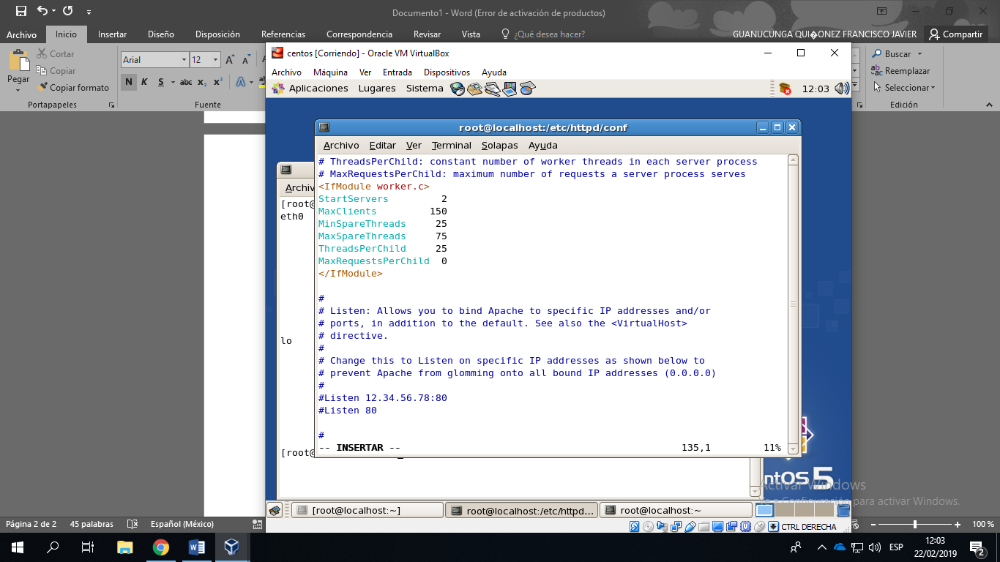 Documento1 - Word (Error de activación de productos)
Archivo Inicio Insertar Diseño Disposición Referencias Correspondencia Revisar Vista ¿Qué desea hacer? GUANUCUNGA QUI�ONEZ FRANCISCO JAVIER Compartir
Pegar
Cortar
Copiar
Copiar formato
Portapapeles
Arial 12
N K S abc x₂ x²
Fuente
Buscar
Reemplazar
Seleccionar
Edición
centos [Corriendo] - Oracle VM VirtualBox
Archivo Máquina Ver Entrada Dispositivos Ayuda
Aplicaciones Lugares Sistema 12:03
root@localhost:/etc/httpd/conf
Archivo Editar Ver Terminal Solapas Ayuda
# ThreadsPerChild: constant number of worker threads in each server process
# MaxRequestsPerChild: maximum number of requests a server process serves
<IfModule worker.c>
StartServers 2
MaxClients 150
MinSpareThreads 25
MaxSpareThreads 75
ThreadsPerChild 25
MaxRequestsPerChild 0
</IfModule>
#
# Listen: Allows you to bind Apache to specific IP addresses and/or
# ports, in addition to the default. See also the <VirtualHost>
# directive.
#
# Change this to Listen on specific IP addresses as shown below to
# prevent Apache from glomming onto all bound IP addresses (0.0.0.0)
#
#Listen 12.34.56.78:80
#Listen 80
#
-- INSERTAR -- 135,1 11%
Archiv
[root@
eth0
lo
[root@
ntOS 5
Activar Windows
Ve a Configuración para activar Windows.
[root@localhost:~] root@localhost:/etc/httpd... root@localhost:~
CTRL DERECHA
Página 2 de 2 45 palabras Español (México) 100 %
ESP 12:03
22/02/2019
2